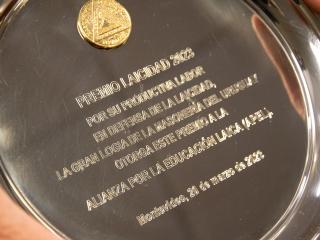 PREMIO LAICIDAD 2023
POR SU PRODUCTIVA LABOR
EN DEFENSA DE LA LAICIDAD,
LA GRAN LOGIA DE LA MASONERÍA DEL URUGUAY
OTORGA ESTE PREMIO A LA
ALIANZA POR LA EDUCACIÓN LAICA (APEL).
Montevideo, de marzo de 2023